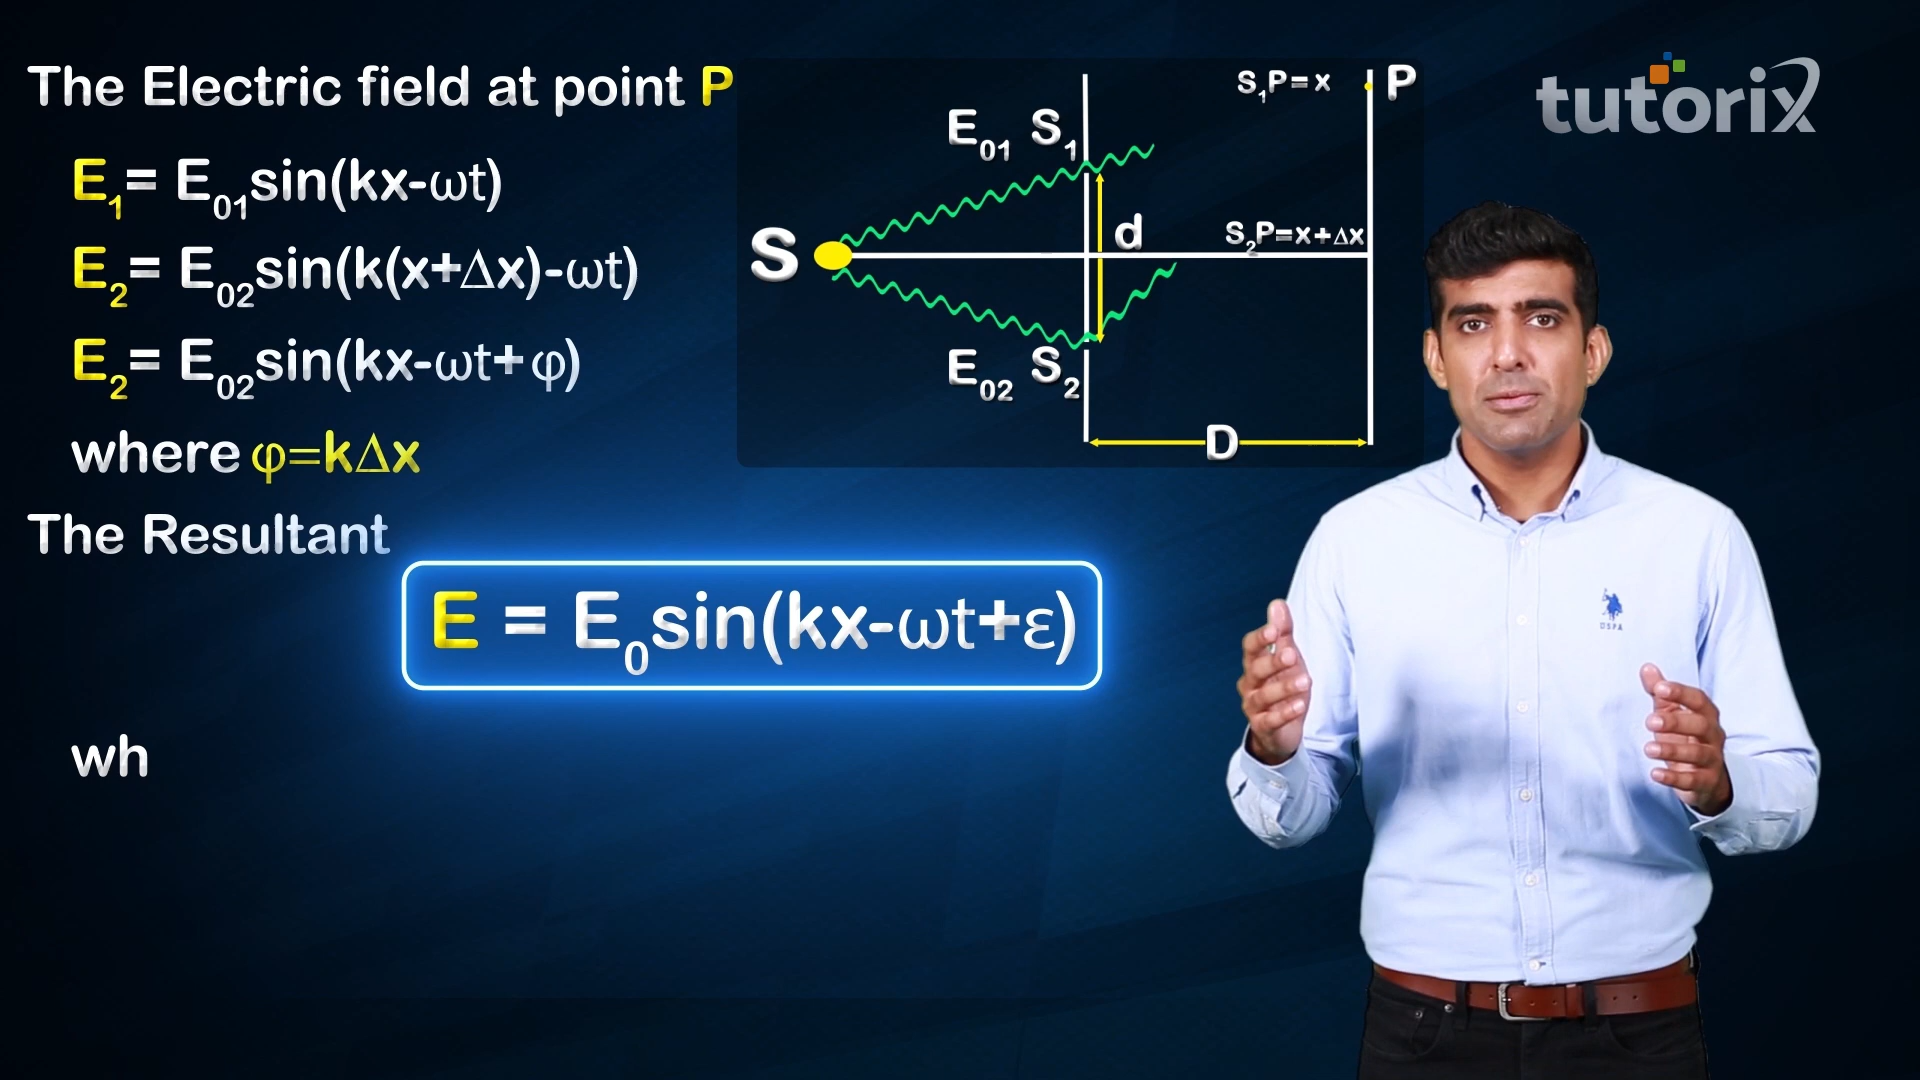 The Electric field at point P
E₁= E₀₁sin(kx-ωt)
E₂= E₀₂sin(k(x+Δx)-ωt)
E₂= E₀₂sin(kx-ωt+φ)
where φ=kΔx
The Resultant
E = E₀sin(kx-ωt+ε)
wh
S₁P=x
P
E₀₁ S₁
S
d
S₂P=x+Δx
E₀₂ S₂
D
tutorix
USPA